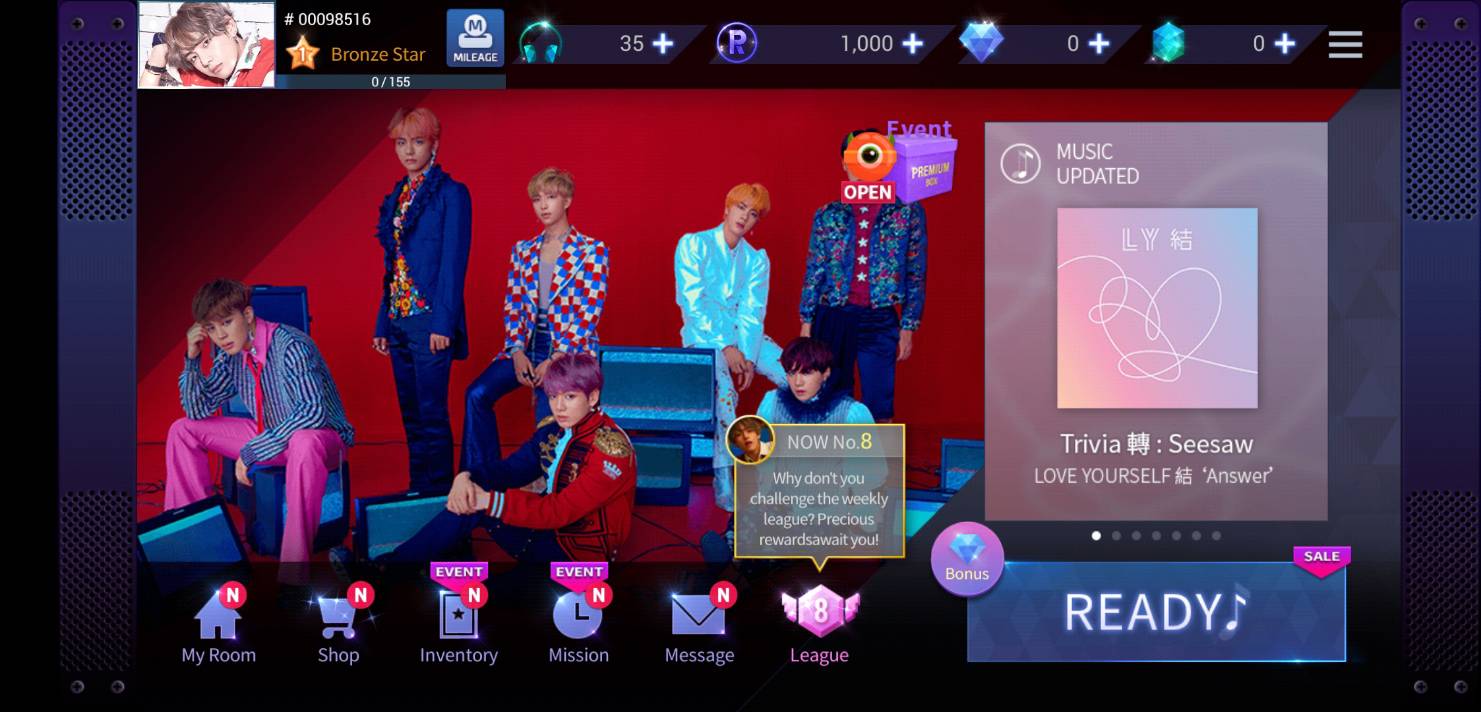 # 00098516
1
Bronze Star
0 / 155
M
MILEAGE
35
R
1,000
0
0
Event
OPEN
PREMIUM
BOX
MUSIC
UPDATED
LY 結
Trivia 轉 : Seesaw
LOVE YOURSELF 結 ‘Answer’
NOW No.8
Why don't you
challenge the weekly
league? Precious
rewardsawait you!
Bonus
SALE
READY♪
EVENT
EVENT
N
N
N
N
N
8
My Room
Shop
Inventory
Mission
Message
League